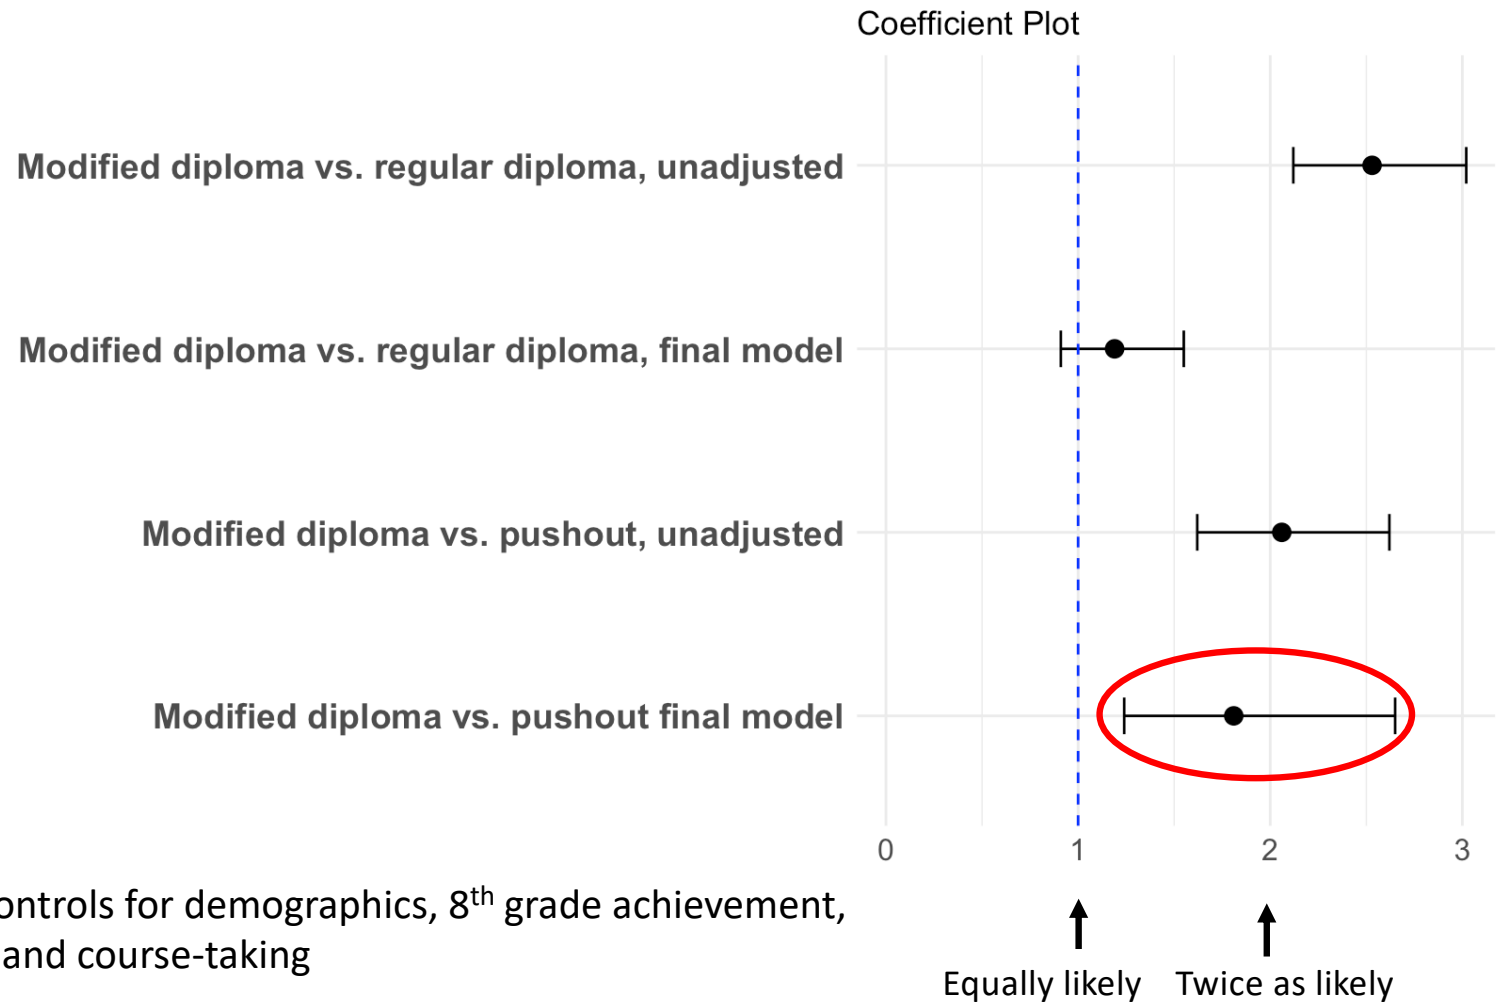 Coefficient Plot
Modified diploma vs. regular diploma, unadjusted
Modified diploma vs. regular diploma, final model
Modified diploma vs. pushout, unadjusted
Modified diploma vs. pushout final model
0 1 2 3
ontrols for demographics, 8th grade achievement,
and course-taking
Equally likely Twice as likely